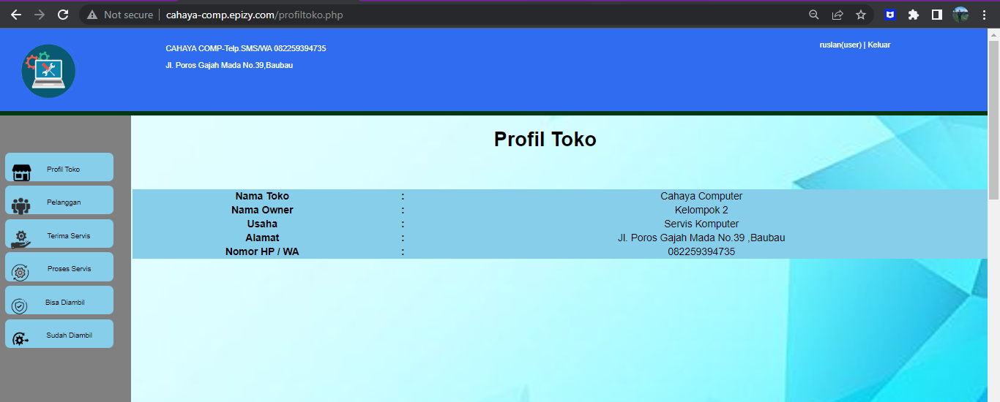 Not secure | cahaya-comp.epizy.com/profiltoko.php
CAHAYA COMP-Telp.SMS/WA 082259394735
Jl. Poros Gajah Mada No.39,Baubau
ruslan(user) | Keluar
Profil Toko
Pelanggan
Terima Servis
Proses Servis
Bisa Diambil
Sudah Diambil
Profil Toko
Nama Toko : Cahaya Computer
Nama Owner : Kelompok 2
Usaha : Servis Komputer
Alamat : Jl. Poros Gajah Mada No.39 ,Baubau
Nomor HP / WA : 082259394735